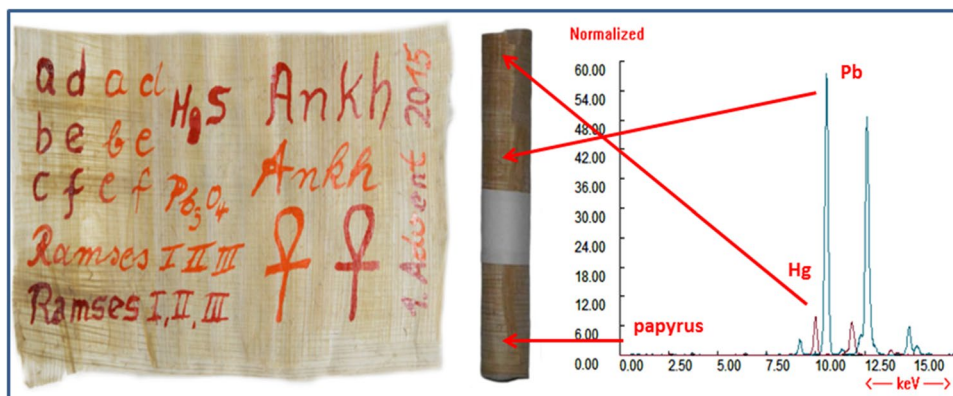 a d a d
b e b e
c f c f
HgS
Pb3O4
Ankh
Ankh
Ramses I II III
Ramses I, II, III
1. Advent 2015
papyrus
Hg
Pb
Normalized
60.00
54.00
48.00
42.00
36.00
30.00
24.00
18.00
12.00
6.00
0.00
0.00 2.50 5.00 7.50 10.00 12.50 15.00
<— keV —>